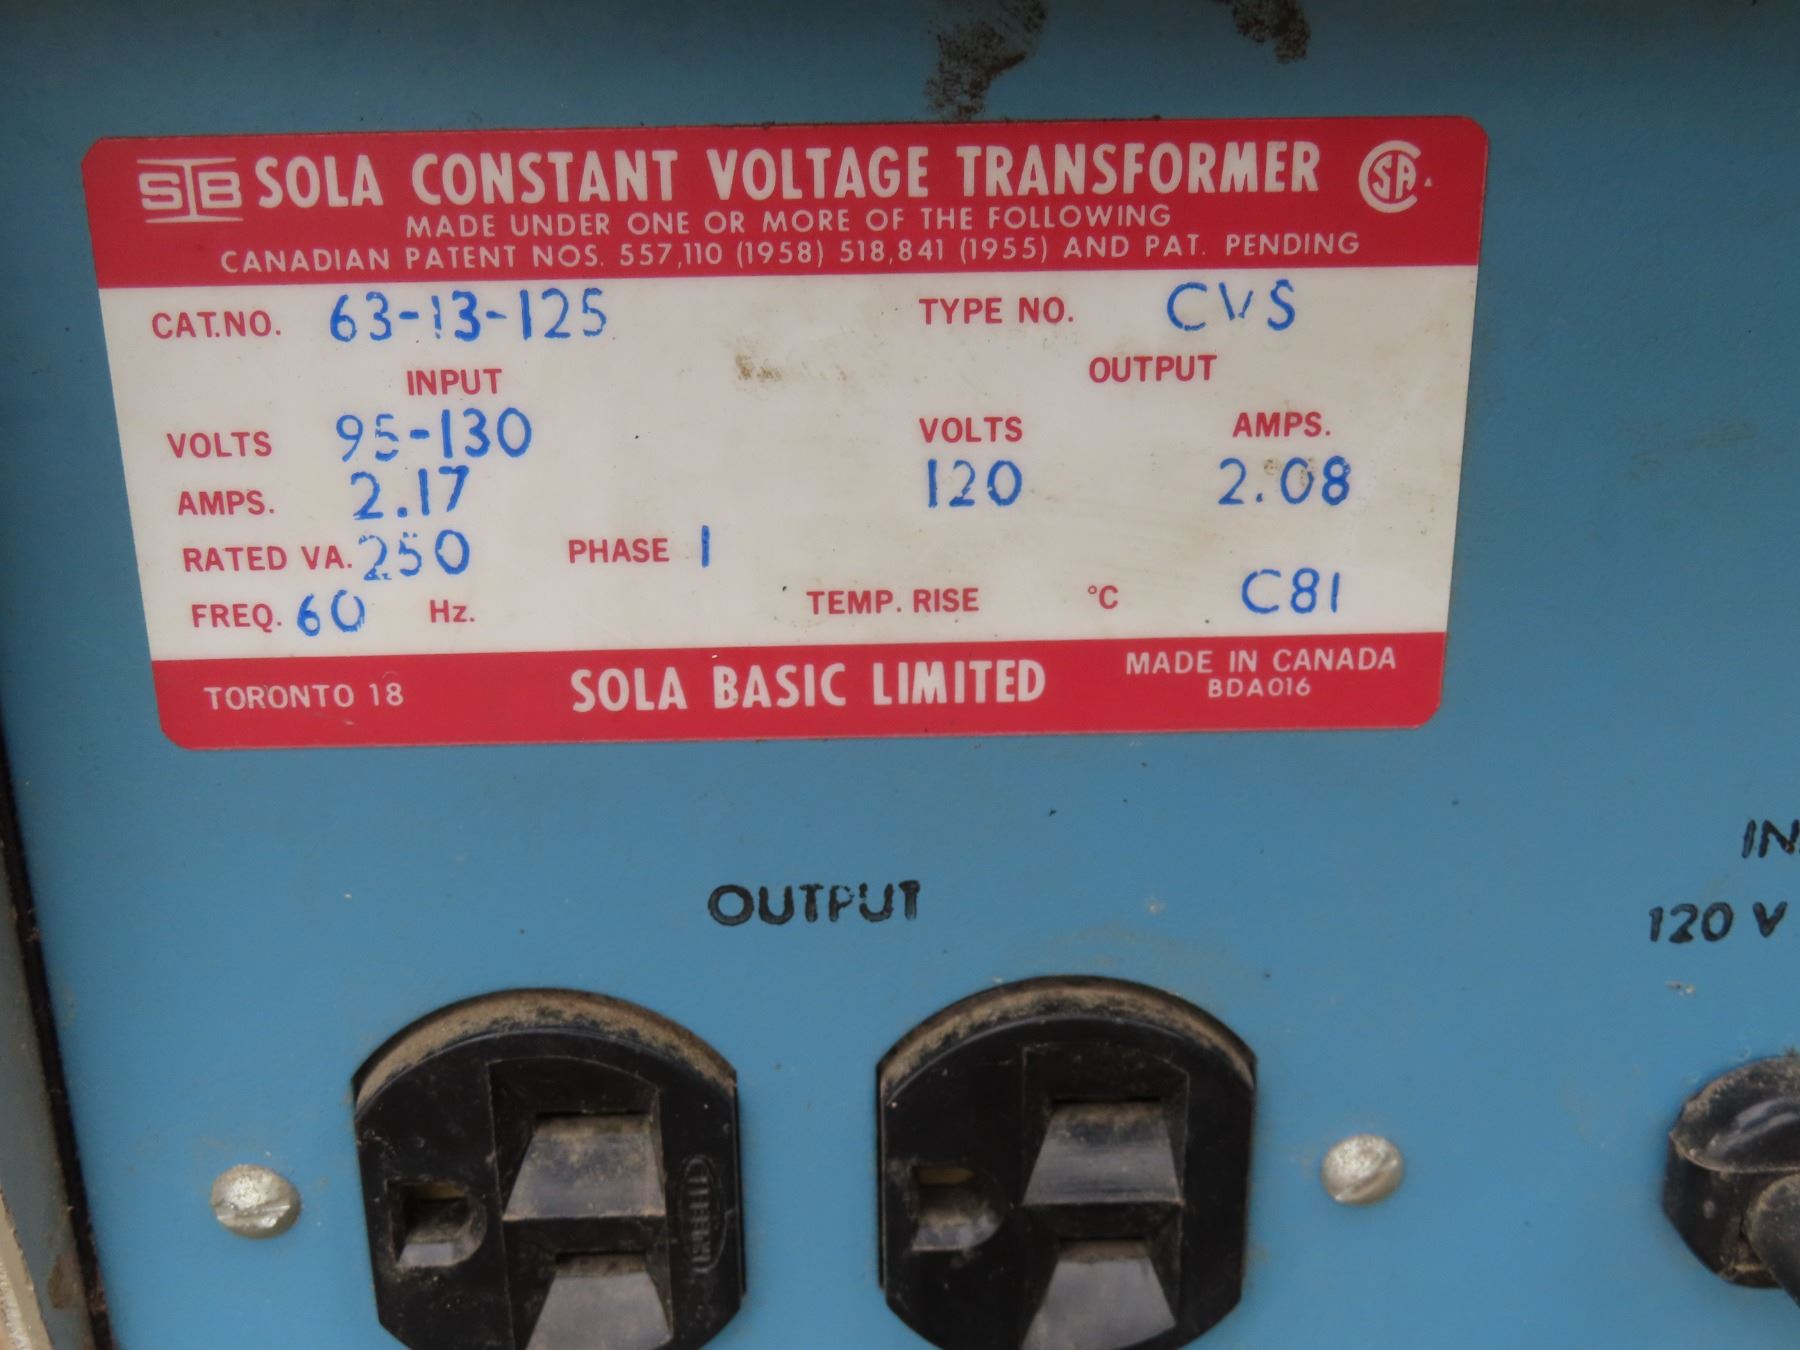 SB SOLA CONSTANT VOLTAGE TRANSFORMER CSA
MADE UNDER ONE OR MORE OF THE FOLLOWING
CANADIAN PATENT NOS. 557,110 (1958) 518,841 (1955) AND PAT. PENDING
CAT.NO. 63-13-125 TYPE NO. CVS
INPUT OUTPUT
VOLTS 95-130 VOLTS AMPS.
AMPS. 2.17 120 2.08
RATED VA. 250 PHASE 1
FREQ. 60 Hz. TEMP. RISE °C C81
TORONTO 18 SOLA BASIC LIMITED MADE IN CANADA
BDA016
OUTPUT
IN
120 V